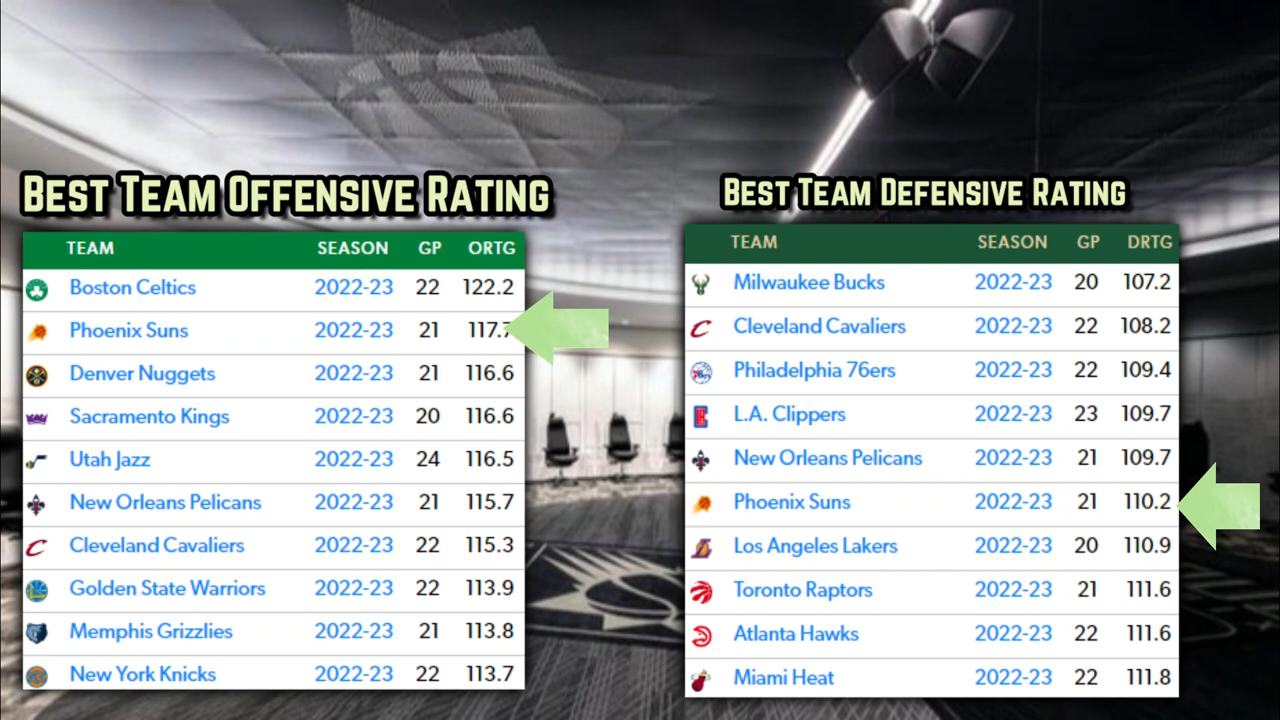 Best Team Offensive Rating
TEAM SEASON GP ORTG
Boston Celtics 2022-23 22 122.2
Phoenix Suns 2022-23 21 117.7
Denver Nuggets 2022-23 21 116.6
Sacramento Kings 2022-23 20 116.6
Utah Jazz 2022-23 24 116.5
New Orleans Pelicans 2022-23 21 115.7
Cleveland Cavaliers 2022-23 22 115.3
Golden State Warriors 2022-23 22 113.9
Memphis Grizzlies 2022-23 21 113.8
New York Knicks 2022-23 22 113.7
Best Team Defensive Rating
TEAM SEASON GP DRTG
Milwaukee Bucks 2022-23 20 107.2
Cleveland Cavaliers 2022-23 22 108.2
Philadelphia 76ers 2022-23 22 109.4
L.A. Clippers 2022-23 23 109.7
New Orleans Pelicans 2022-23 21 109.7
Phoenix Suns 2022-23 21 110.2
Los Angeles Lakers 2022-23 20 110.9
Toronto Raptors 2022-23 21 111.6
Atlanta Hawks 2022-23 22 111.6
Miami Heat 2022-23 22 111.8